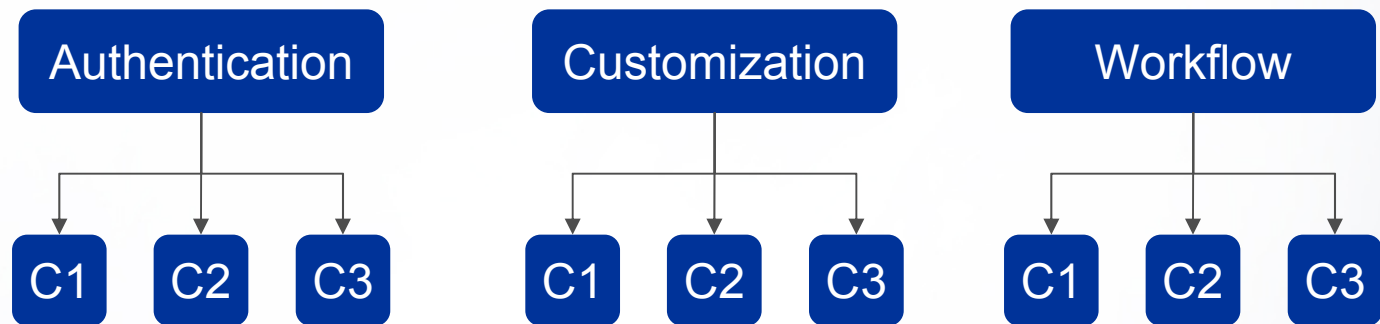 Authentication
Customization
Workflow
C1 C2 C3
C1 C2 C3
C1 C2 C3